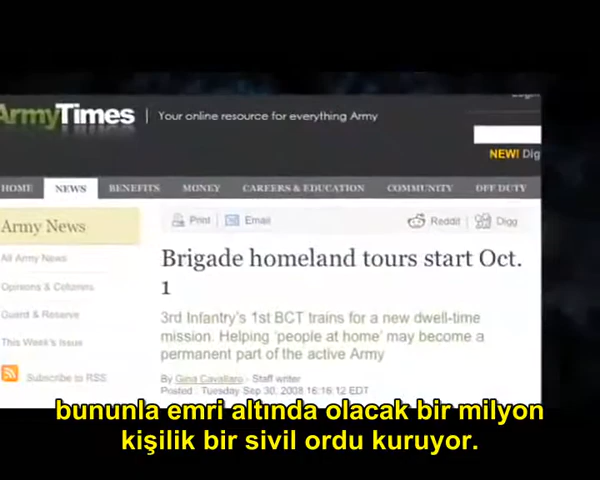 ArmyTimes | Your online resource for everything Army
NEW! Dig
HOME NEWS BENEFITS MONEY CAREERS & EDUCATION COMMUNITY OFF DUTY
Army News
Print | Email
Reddit | Digg
All Army News
Opinions & Columns
Guard & Reserve
This Week's Issue
Subscribe to RSS
Brigade homeland tours start Oct.
1
3rd Infantry's 1st BCT trains for a new dwell-time
mission. Helping 'people at home' may become a
permanent part of the active Army
By Gina Cavallaro - Staff writer
Posted : Tuesday Sep 30, 2008 16:16:12 EDT
bununla emri altında olacak bir milyon
kişilik bir sivil ordu kuruyor.